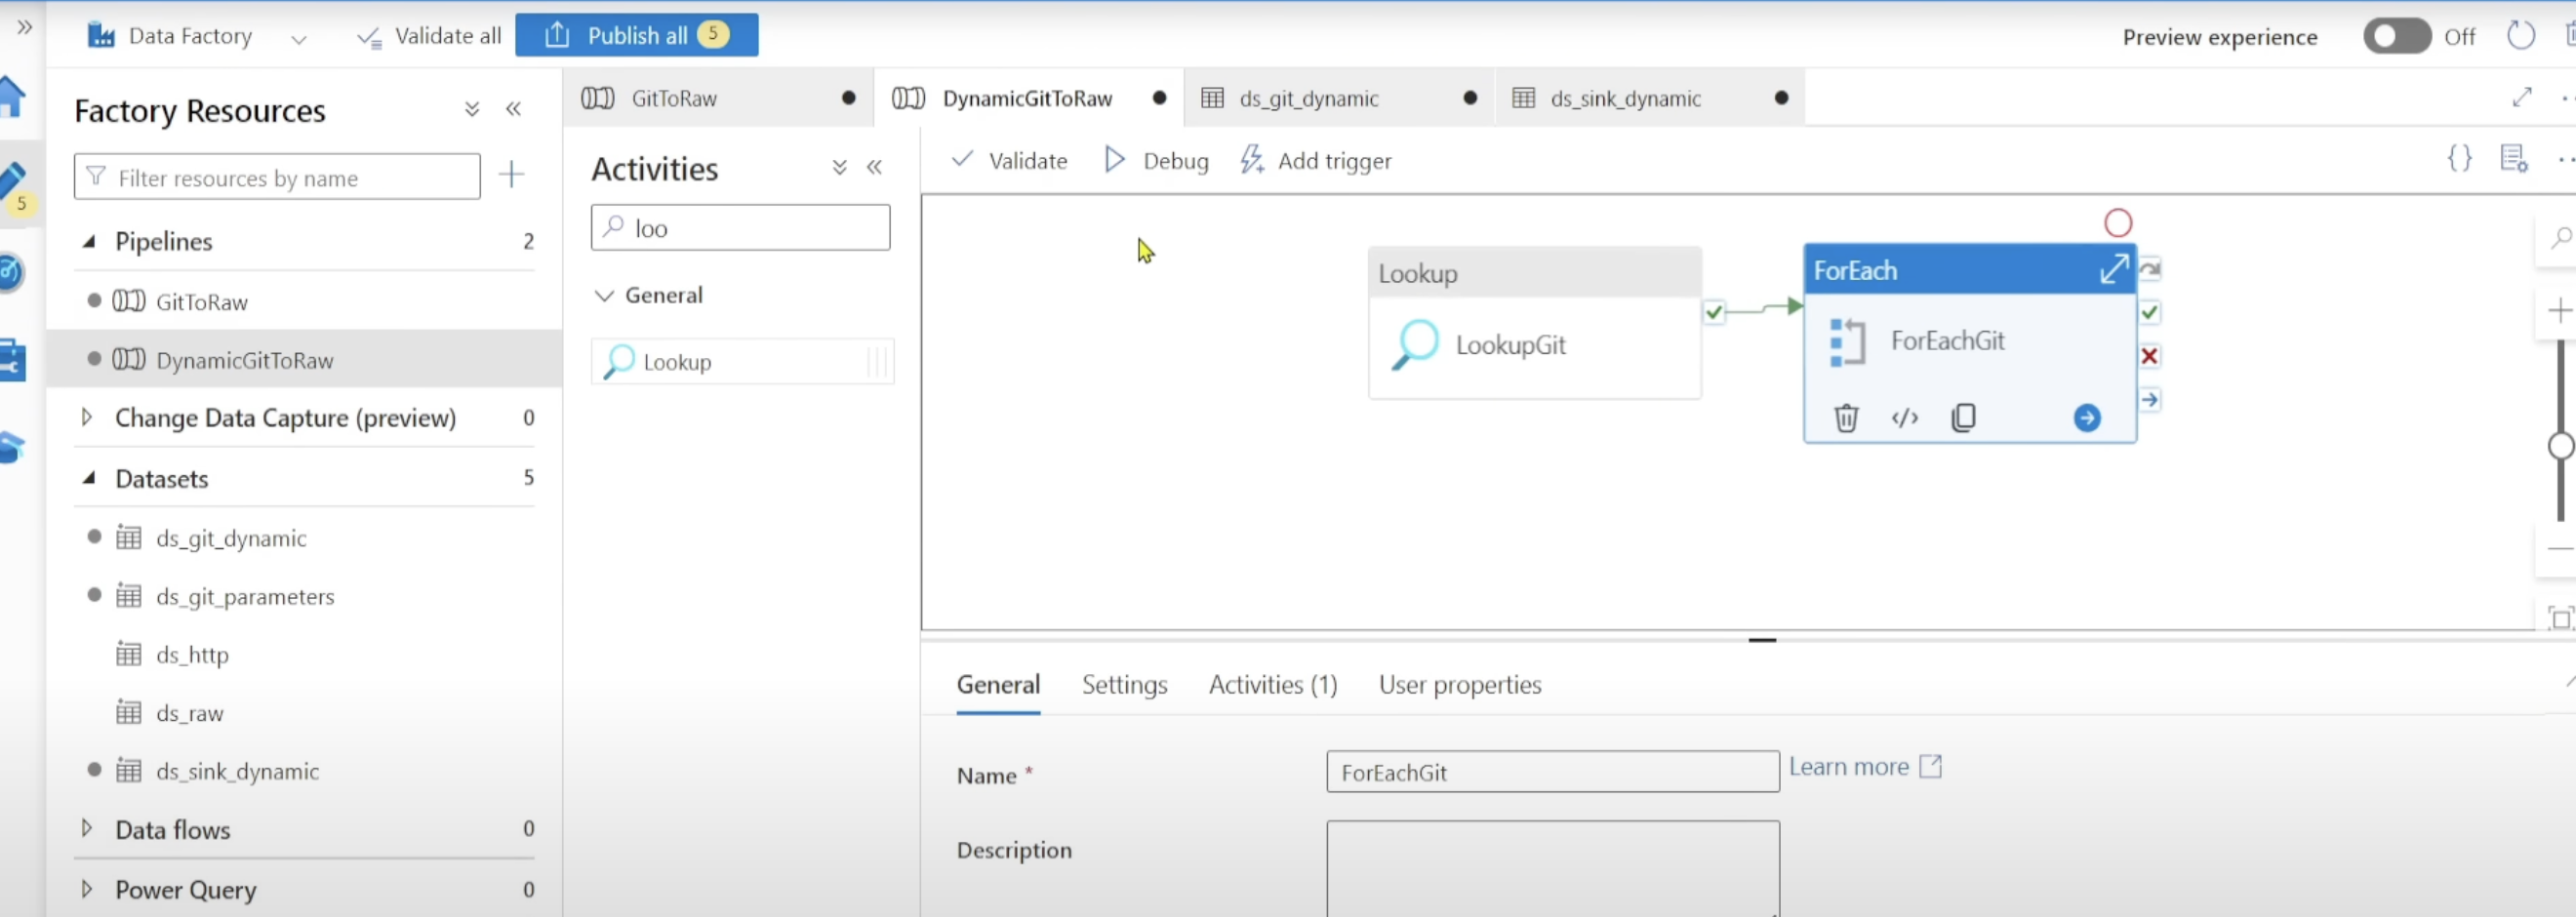 Data Factory
Validate all
Publish all 5
Preview experience
Off
5
Factory Resources
Filter resources by name
Pipelines 2
GitToRaw
DynamicGitToRaw
Change Data Capture (preview) 0
Datasets 5
ds_git_dynamic
ds_git_parameters
ds_http
ds_raw
ds_sink_dynamic
Data flows 0
Power Query 0
GitToRaw
DynamicGitToRaw
ds_git_dynamic
ds_sink_dynamic
Activities
loo
General
Lookup
Validate
Debug
Add trigger
Lookup
LookupGit
ForEach
ForEachGit
General
Settings
Activities (1)
User properties
Name *
ForEachGit
Learn more
Description